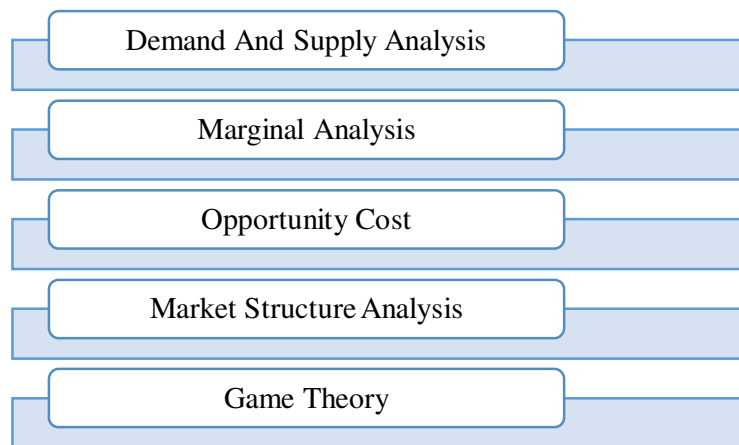 Demand And Supply Analysis
Marginal Analysis
Opportunity Cost
Market Structure Analysis
Game Theory